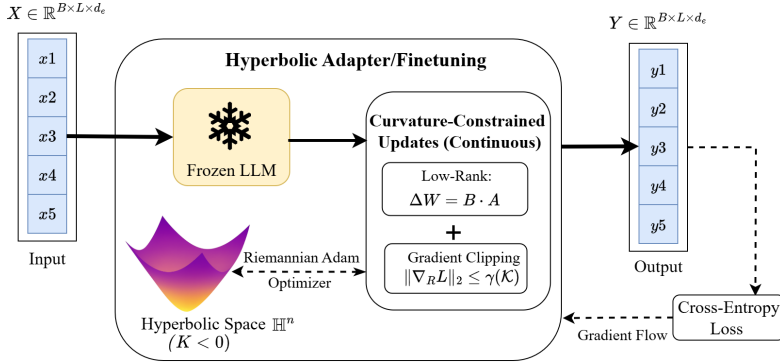 X ∈ ℝ^{B×L×d_e}
x1
x2
x3
x4
x5
Input
Hyperbolic Adapter/Finetuning
Frozen LLM
Curvature-Constrained
Updates (Continuous)
Low-Rank:
ΔW = B · A
+
Gradient Clipping
‖∇_R L‖_2 ≤ γ(𝒦)
Riemannian Adam
Optimizer
Hyperbolic Space ℍ^n
(K < 0)
Y ∈ ℝ^{B×L×d_e}
y1
y2
y3
y4
y5
Output
Cross-Entropy
Loss
Gradient Flow